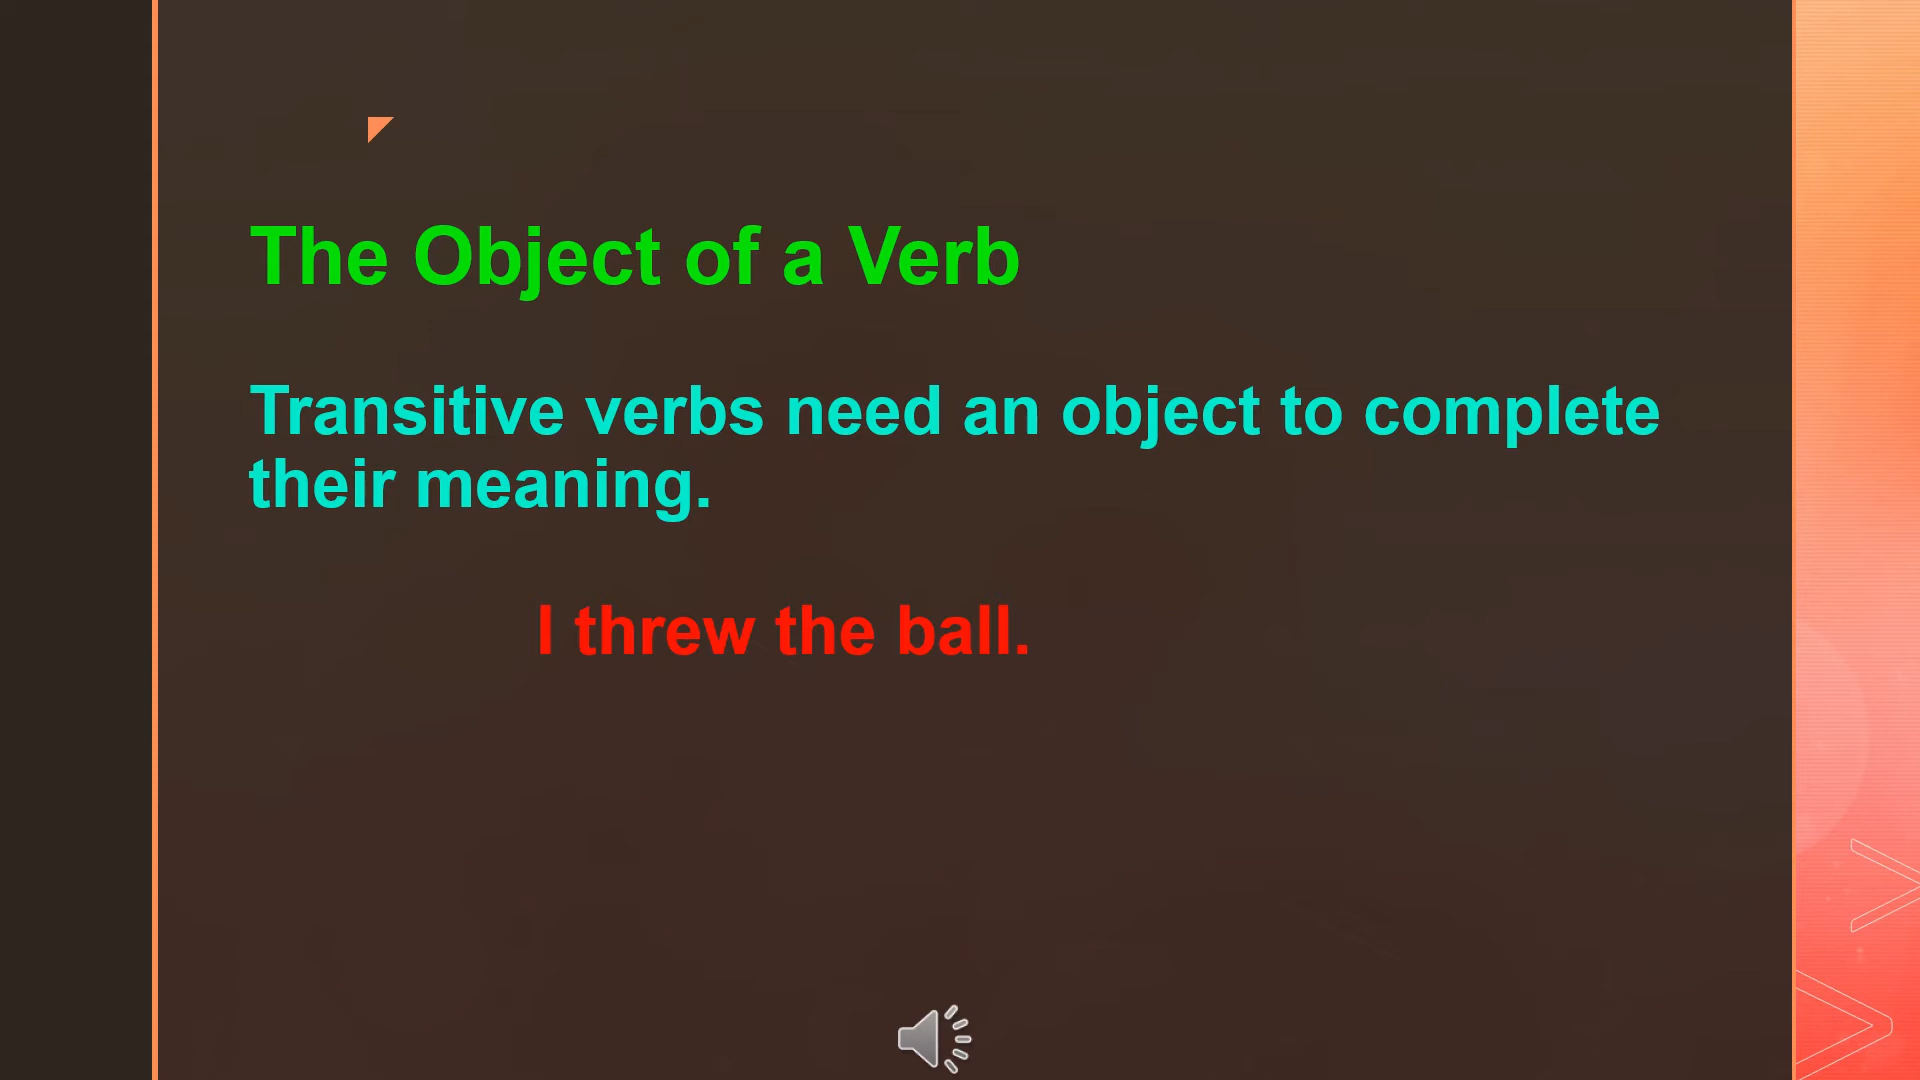 The Object of a Verb
Transitive verbs need an object to complete
their meaning.
I threw the ball.